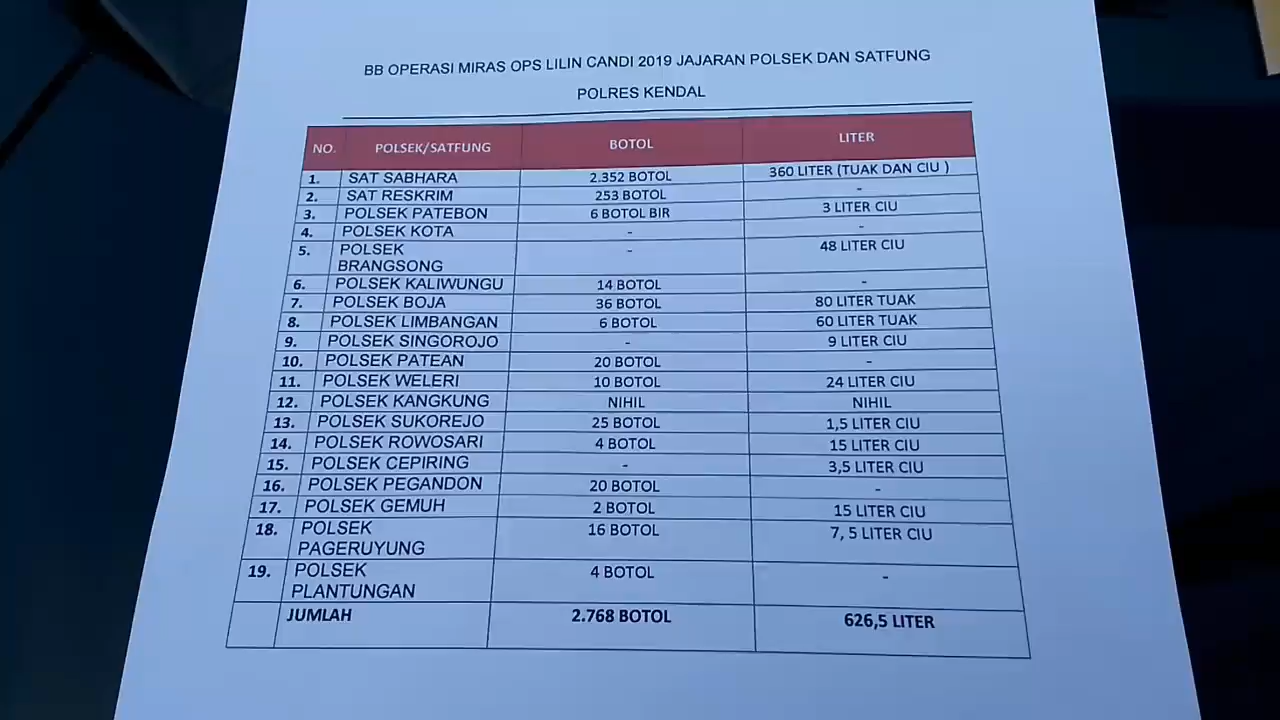 BB OPERASI MIRAS OPS LILIN CANDI 2019 JAJARAN POLSEK DAN SATFUNG
POLRES KENDAL
NO. POLSEK/SATFUNG BOTOL LITER
1. SAT SABHARA 2.352 BOTOL 360 LITER (TUAK DAN CIU )
2. SAT RESKRIM 253 BOTOL -
3. POLSEK PATEBON 6 BOTOL BIR 3 LITER CIU
4. POLSEK KOTA - -
5. POLSEK - 48 LITER CIU
BRANGSONG
6. POLSEK KALIWUNGU 14 BOTOL -
7. POLSEK BOJA 36 BOTOL 80 LITER TUAK
8. POLSEK LIMBANGAN 6 BOTOL 60 LITER TUAK
9. POLSEK SINGOROJO - 9 LITER CIU
10. POLSEK PATEAN 20 BOTOL -
11. POLSEK WELERI 10 BOTOL 24 LITER CIU
12. POLSEK KANGKUNG NIHIL NIHIL
13. POLSEK SUKOREJO 25 BOTOL 1,5 LITER CIU
14. POLSEK ROWOSARI 4 BOTOL 15 LITER CIU
15. POLSEK CEPIRING - 3,5 LITER CIU
16. POLSEK PEGANDON 20 BOTOL -
17. POLSEK GEMUH 2 BOTOL 15 LITER CIU
18. POLSEK 16 BOTOL 7, 5 LITER CIU
PAGERUYUNG
19. POLSEK 4 BOTOL -
PLANTUNGAN
JUMLAH 2.768 BOTOL 626,5 LITER